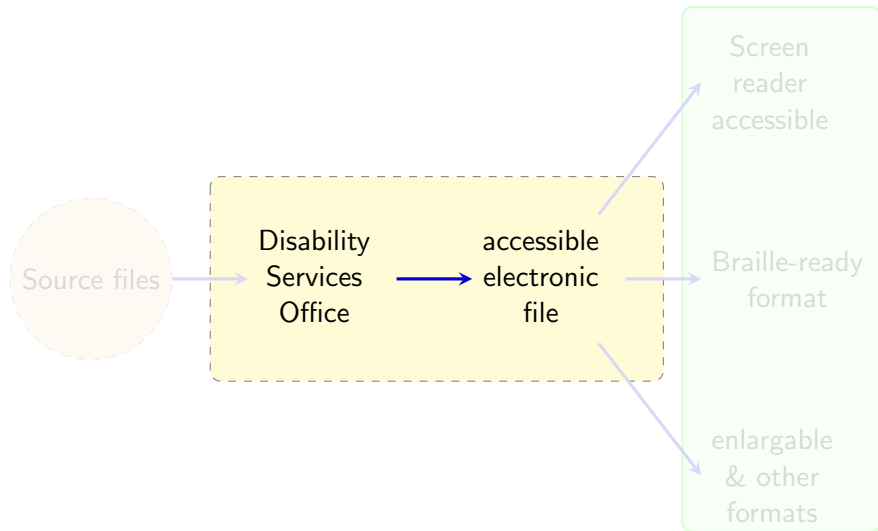 Source files
Disability
Services
Office
accessible
electronic
file
Screen
reader
accessible
Braille-ready
format
enlargable
& other
formats